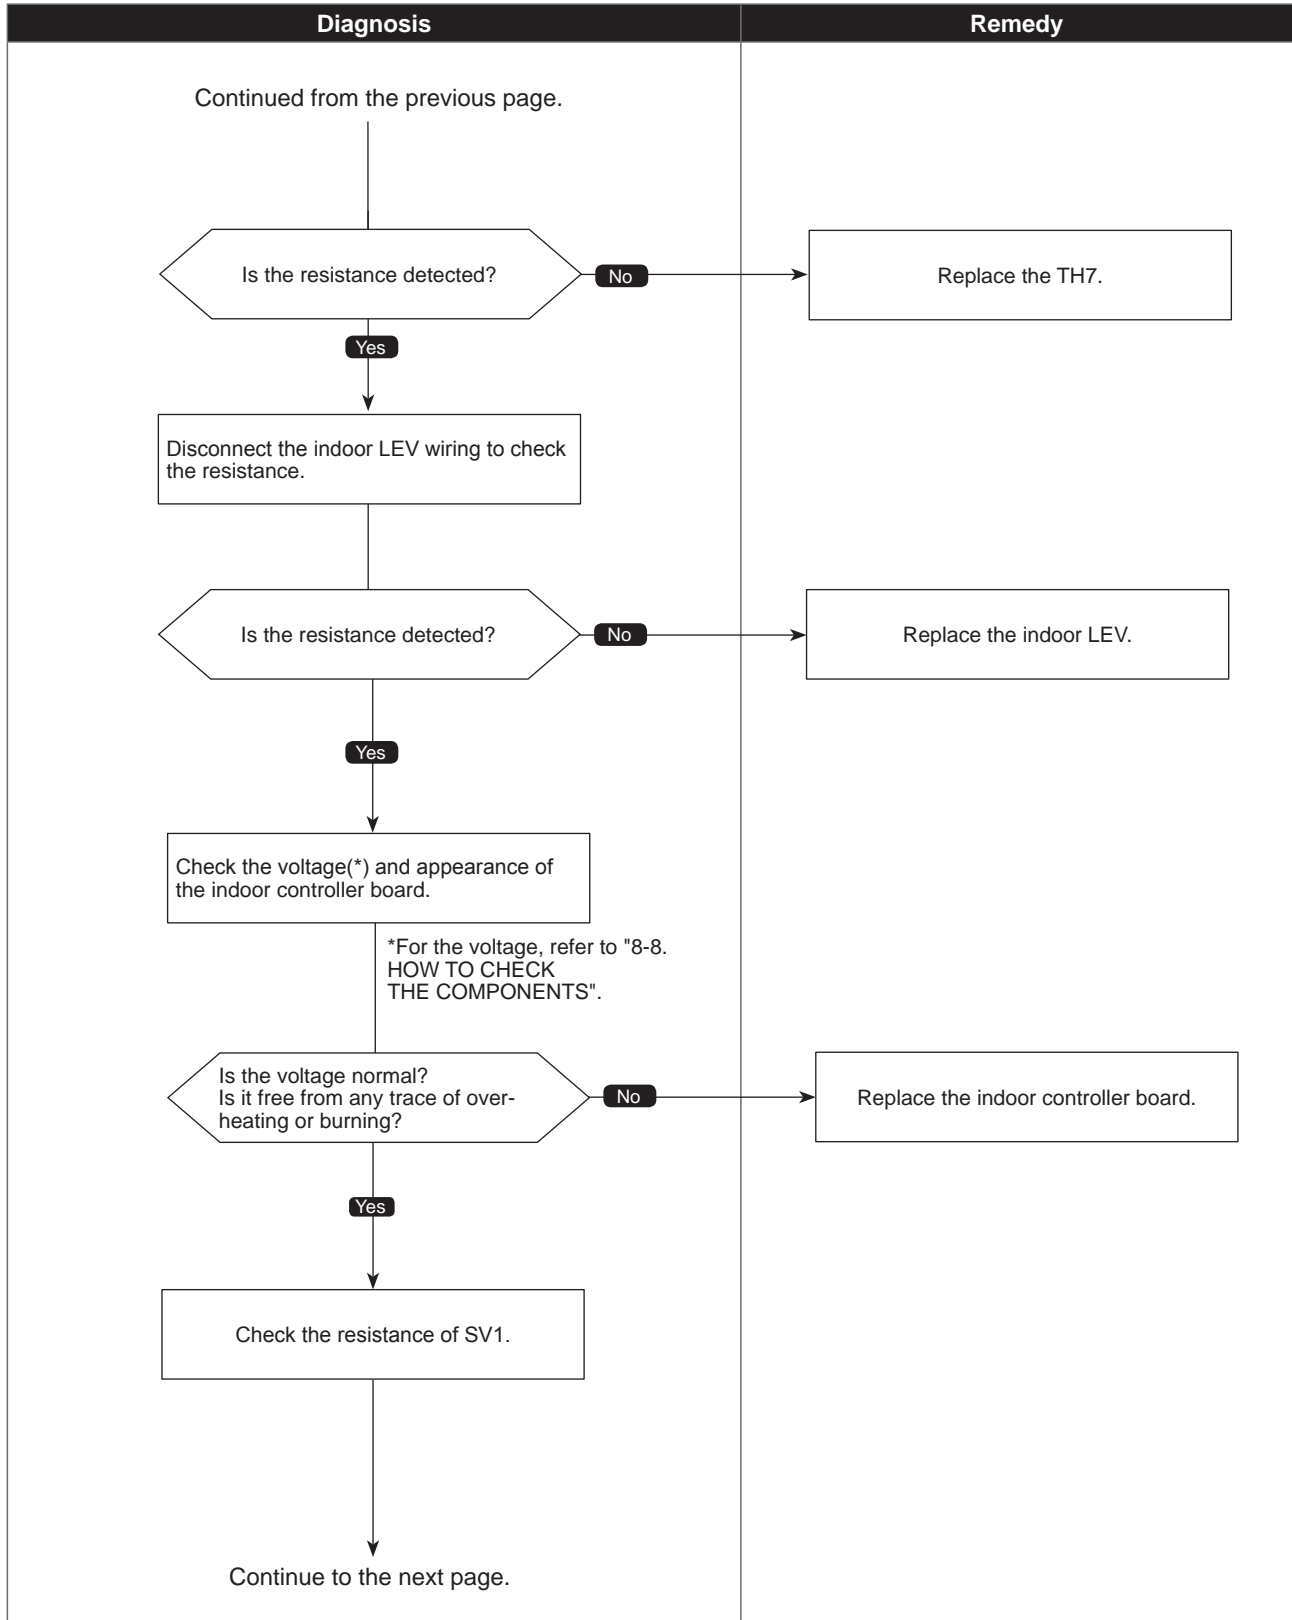 Diagnosis
Remedy
Continued from the previous page.
Is the resistance detected?
No
Replace the TH7.
Yes
Disconnect the indoor LEV wiring to check
the resistance.
Is the resistance detected?
No
Replace the indoor LEV.
Yes
Check the voltage(*) and appearance of
the indoor controller board.
*For the voltage, refer to "8-8.
HOW TO CHECK
THE COMPONENTS".
Is the voltage normal?
Is it free from any trace of over-
heating or burning?
No
Replace the indoor controller board.
Yes
Check the resistance of SV1.
Continue to the next page.